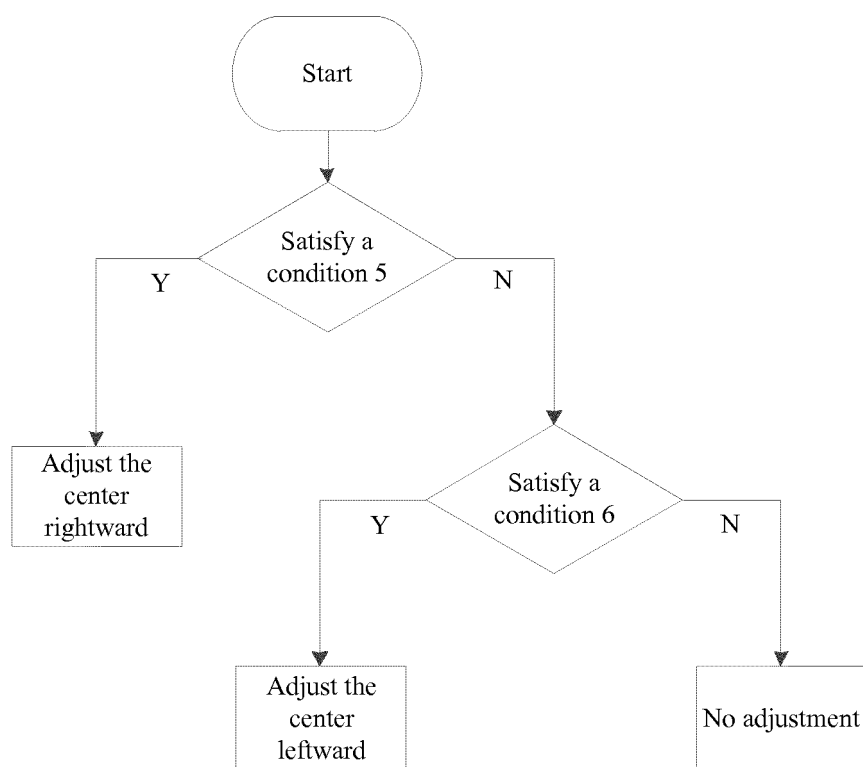 Start
Satisfy a
condition 5
Y
N
Adjust the
center
rightward
Satisfy a
condition 6
Y
N
Adjust the
center
leftward
No adjustment